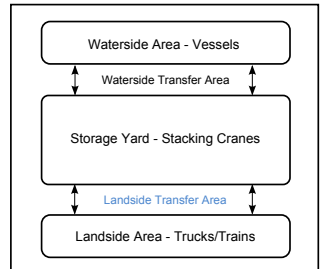 Waterside Area - Vessels
Waterside Transfer Area
Storage Yard - Stacking Cranes
Landside Transfer Area
Landside Area - Trucks/Trains